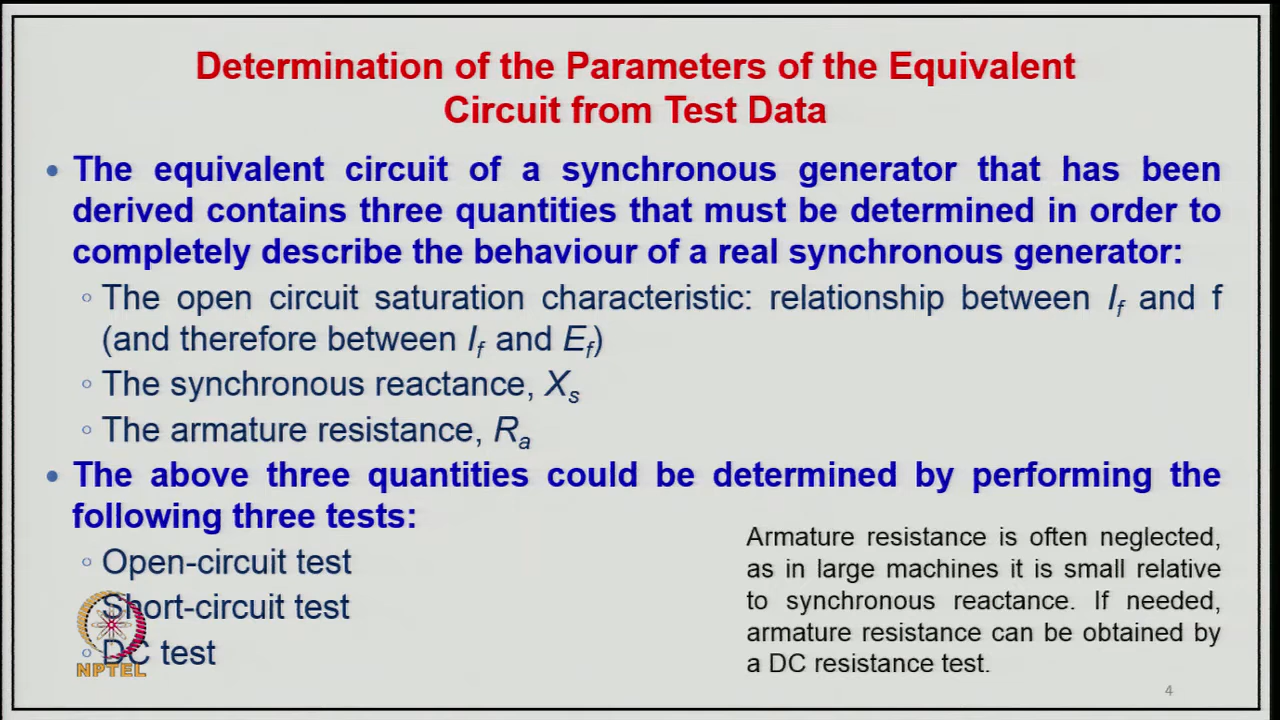 Determination of the Parameters of the Equivalent
Circuit from Test Data
• The equivalent circuit of a synchronous generator that has been
derived contains three quantities that must be determined in order to
completely describe the behaviour of a real synchronous generator:
◦ The open circuit saturation characteristic: relationship between If and f
(and therefore between If and Ef)
◦ The synchronous reactance, Xs
◦ The armature resistance, Ra
• The above three quantities could be determined by performing the
following three tests:
◦ Open-circuit test
◦ Short-circuit test
◦ DC test
Armature resistance is often neglected,
as in large machines it is small relative
to synchronous reactance. If needed,
armature resistance can be obtained by
a DC resistance test.
NPTEL
4